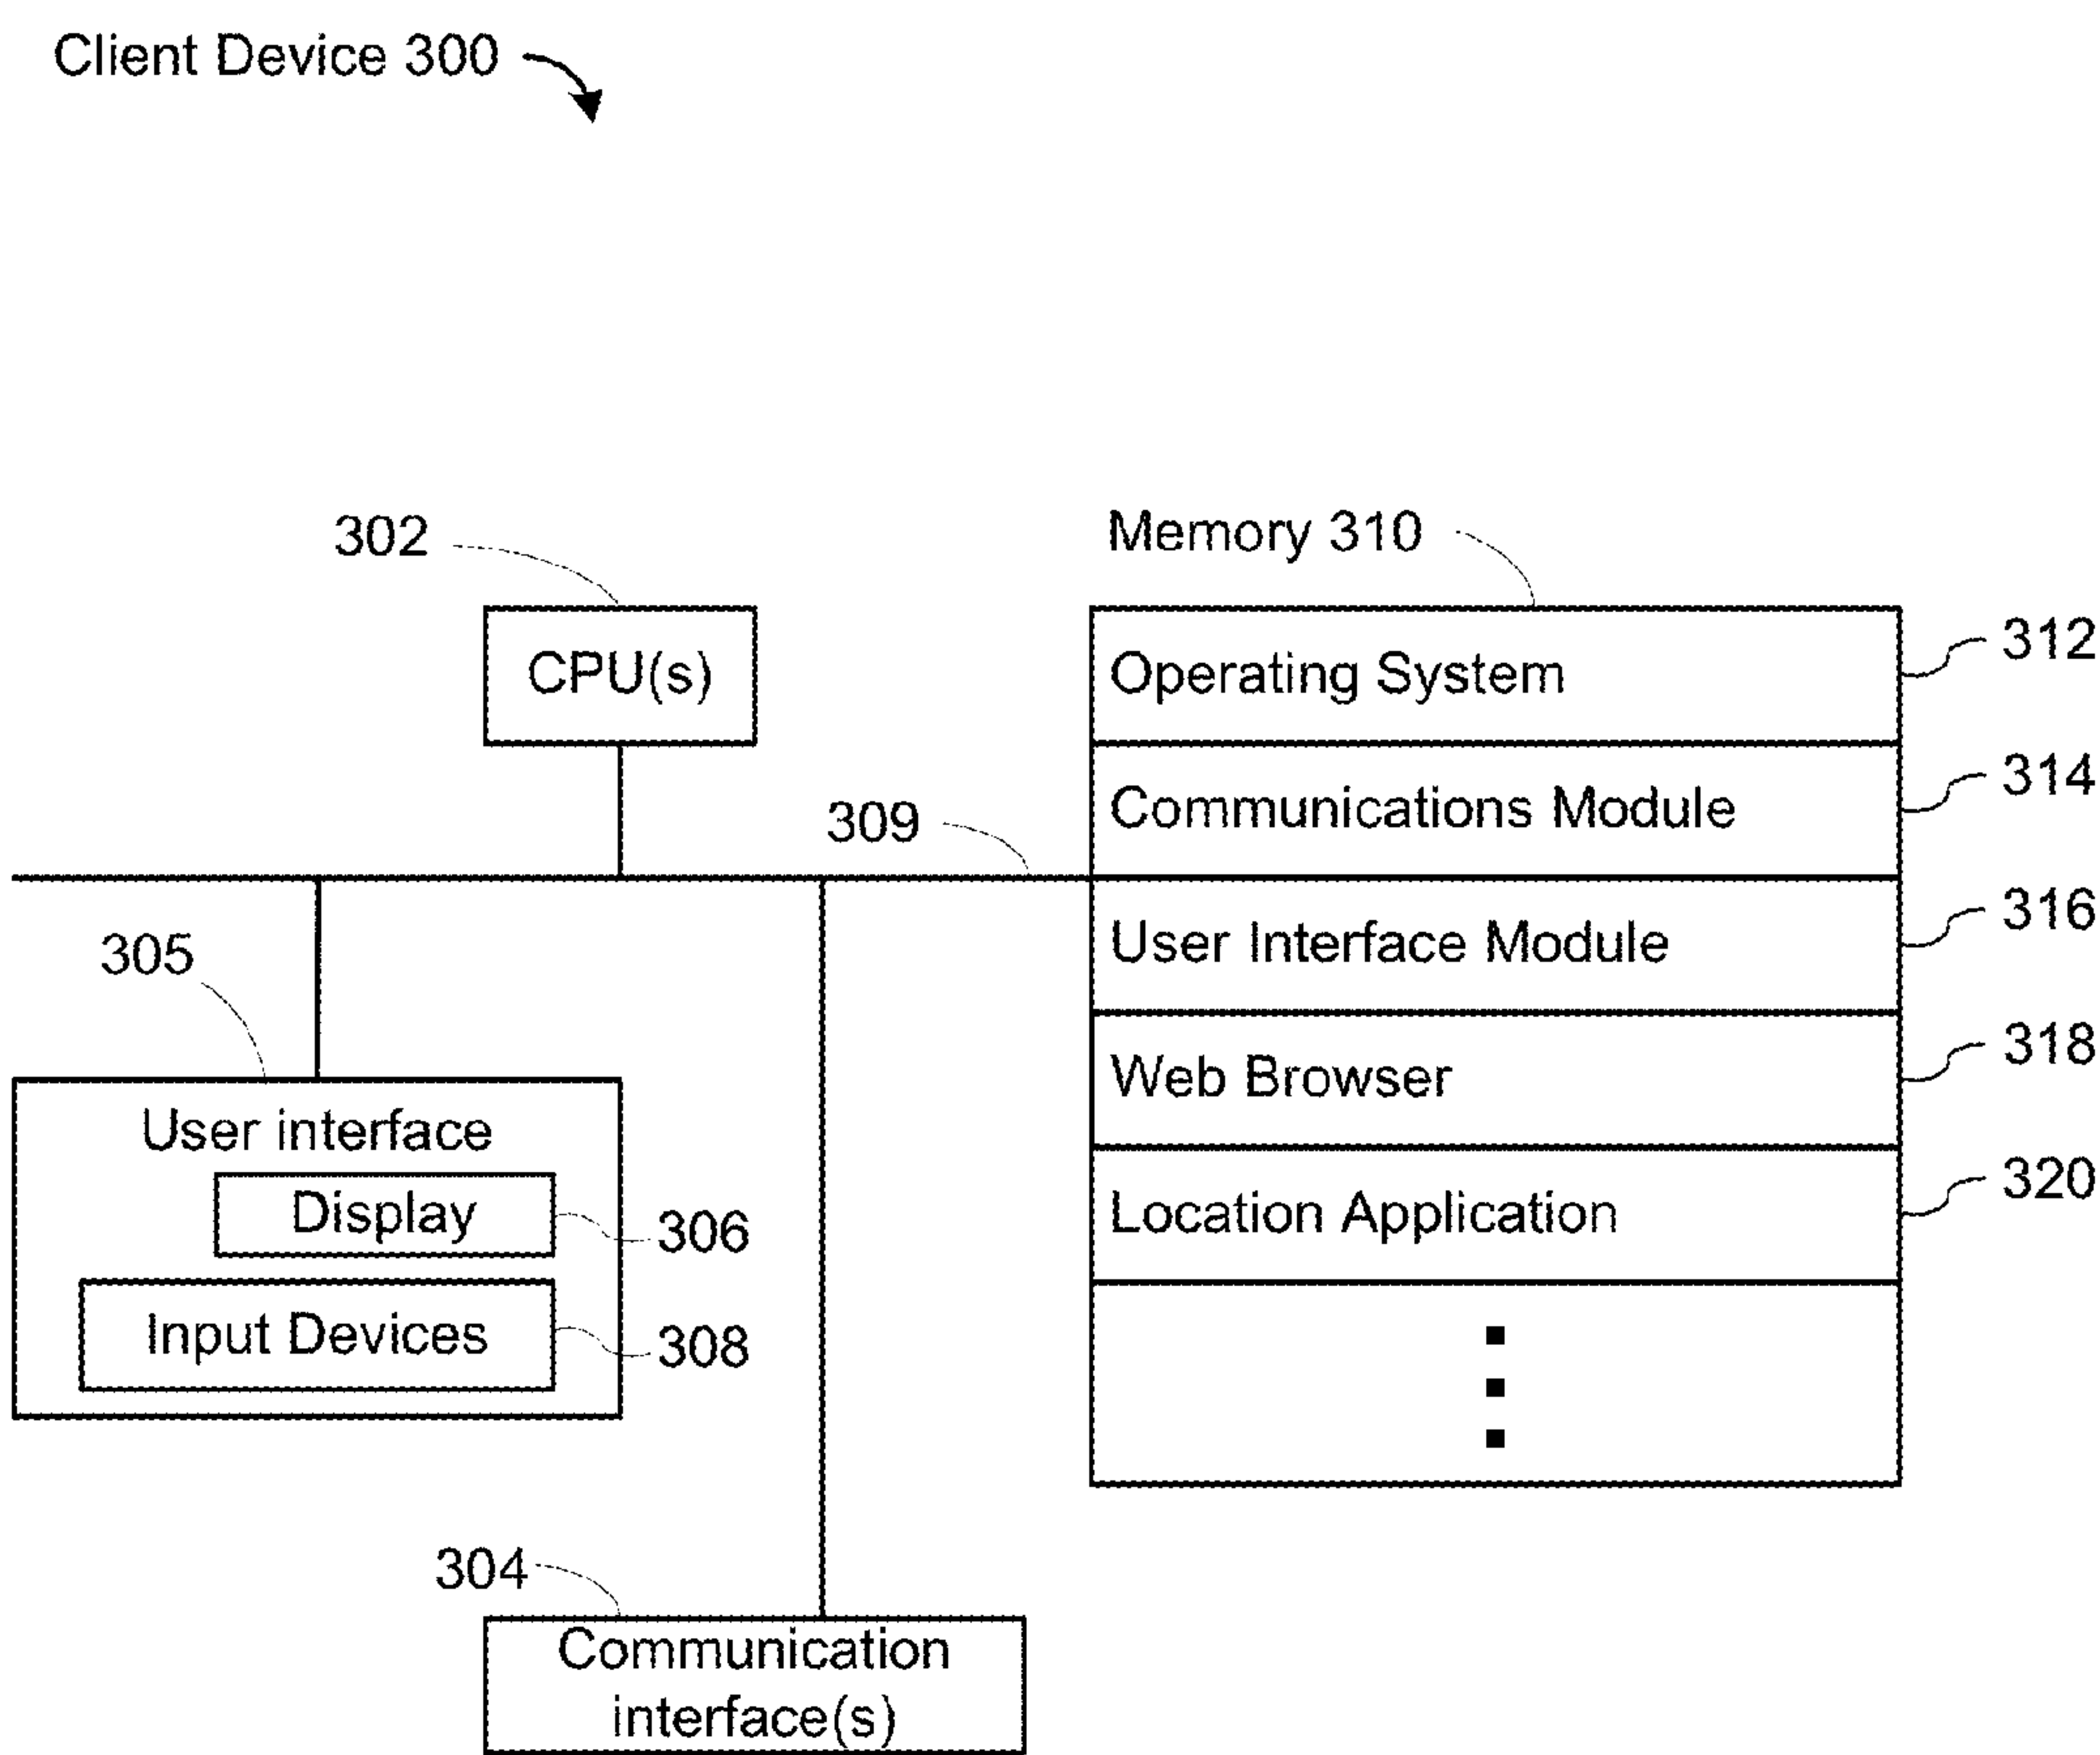 Client Device 300
302
CPU(s)
309
305
User interface
Display
306
Input Devices
308
304
Communication
interface(s)
Memory 310
Operating System
312
Communications Module
314
User Interface Module
316
Web Browser
318
Location Application
320